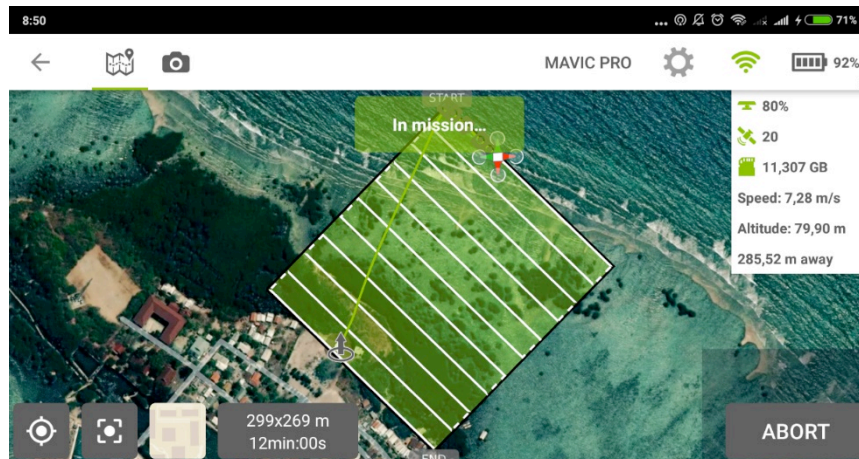 8:50
... 71%
MAVIC PRO
92%
START
In mission...
80%
20
11,307 GB
Speed: 7,28 m/s
Altitude: 79,90 m
285,52 m away
299x269 m
12min:00s
ABORT
END